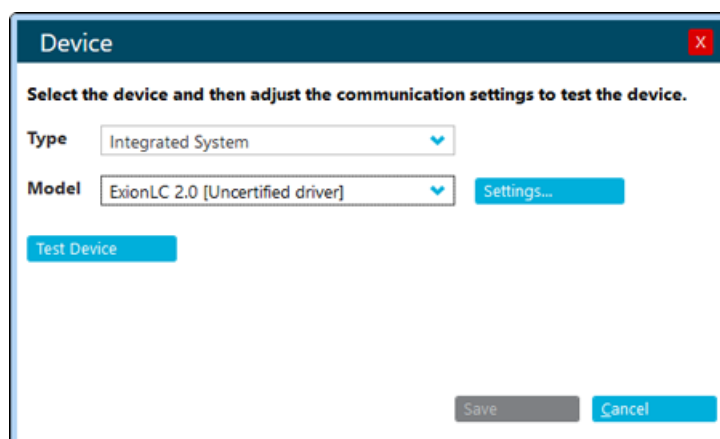 Device
X
Select the device and then adjust the communication settings to test the device.
Type Integrated System
Model ExionLC 2.0 [Uncertified driver] Settings...
Test Device
Save Cancel